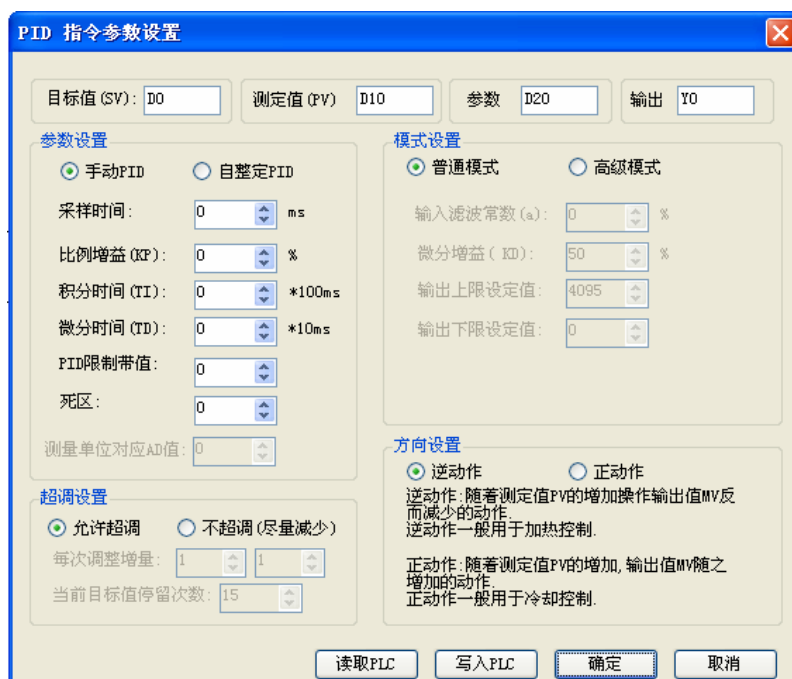 PID 指令参数设置
目标值(SV): D0 测定值(PV) D10 参数 D20 输出 Y0
参数设置
手动PID 自整定PID
采样时间: 0 ms
比例增益(KP): 0 %
积分时间(TI): 0 *100ms
微分时间(TD): 0 *10ms
PID限制带值: 0
死区: 0
测量单位对应AD值: 0
超调设置
允许超调 不超调(尽量减少)
每次调整增量: 1 1
当前目标值停留次数: 15
模式设置
普通模式 高级模式
输入滤波常数(a): 0 %
微分增益( KD): 50 %
输出上限设定值: 4095
输出下限设定值: 0
方向设置
逆动作 正动作
逆动作:随着测定值PV的增加操作输出值MV反
而减少的动作.
逆动作一般用于加热控制.
正动作:随着测定值PV的增加,输出值MV随之
增加的动作.
正动作一般用于冷却控制.
读取PLC 写入PLC 确定 取消